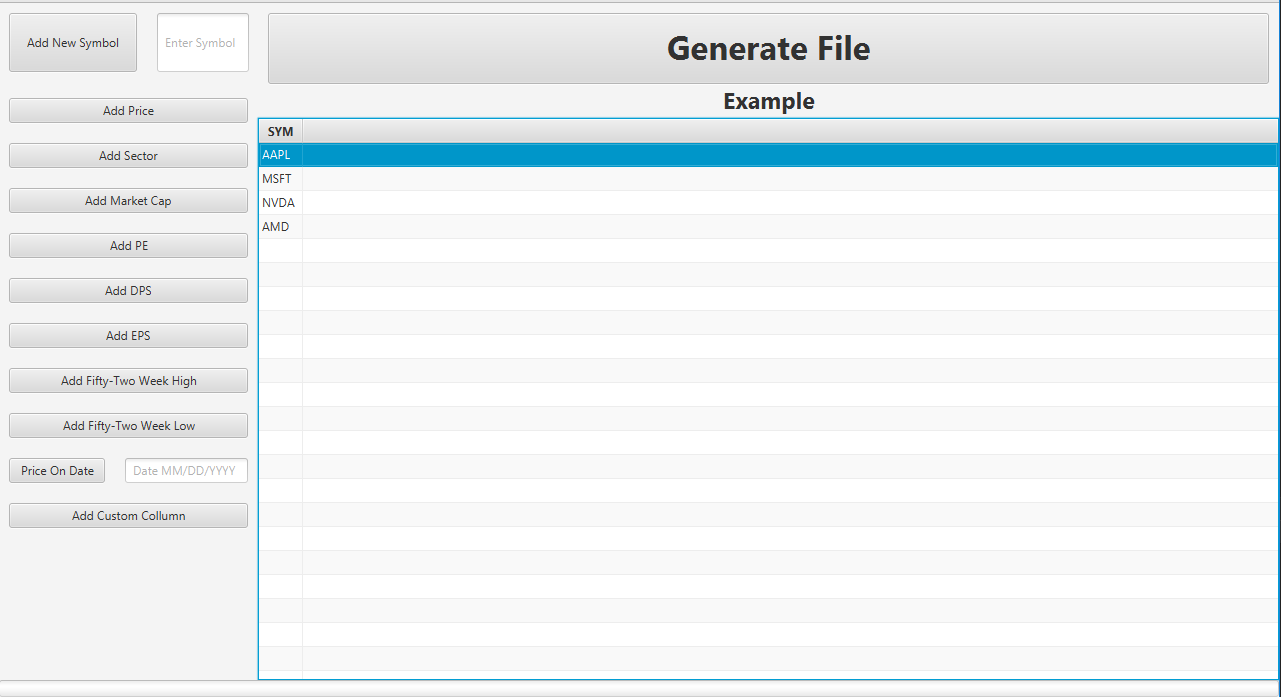 Add New Symbol
Enter Symbol
Generate File
Example
Add Price
Add Sector
Add Market Cap
Add PE
Add DPS
Add EPS
Add Fifty-Two Week High
Add Fifty-Two Week Low
Price On Date
Date MM/DD/YYYY
Add Custom Collumn
SYM
AAPL
MSFT
NVDA
AMD